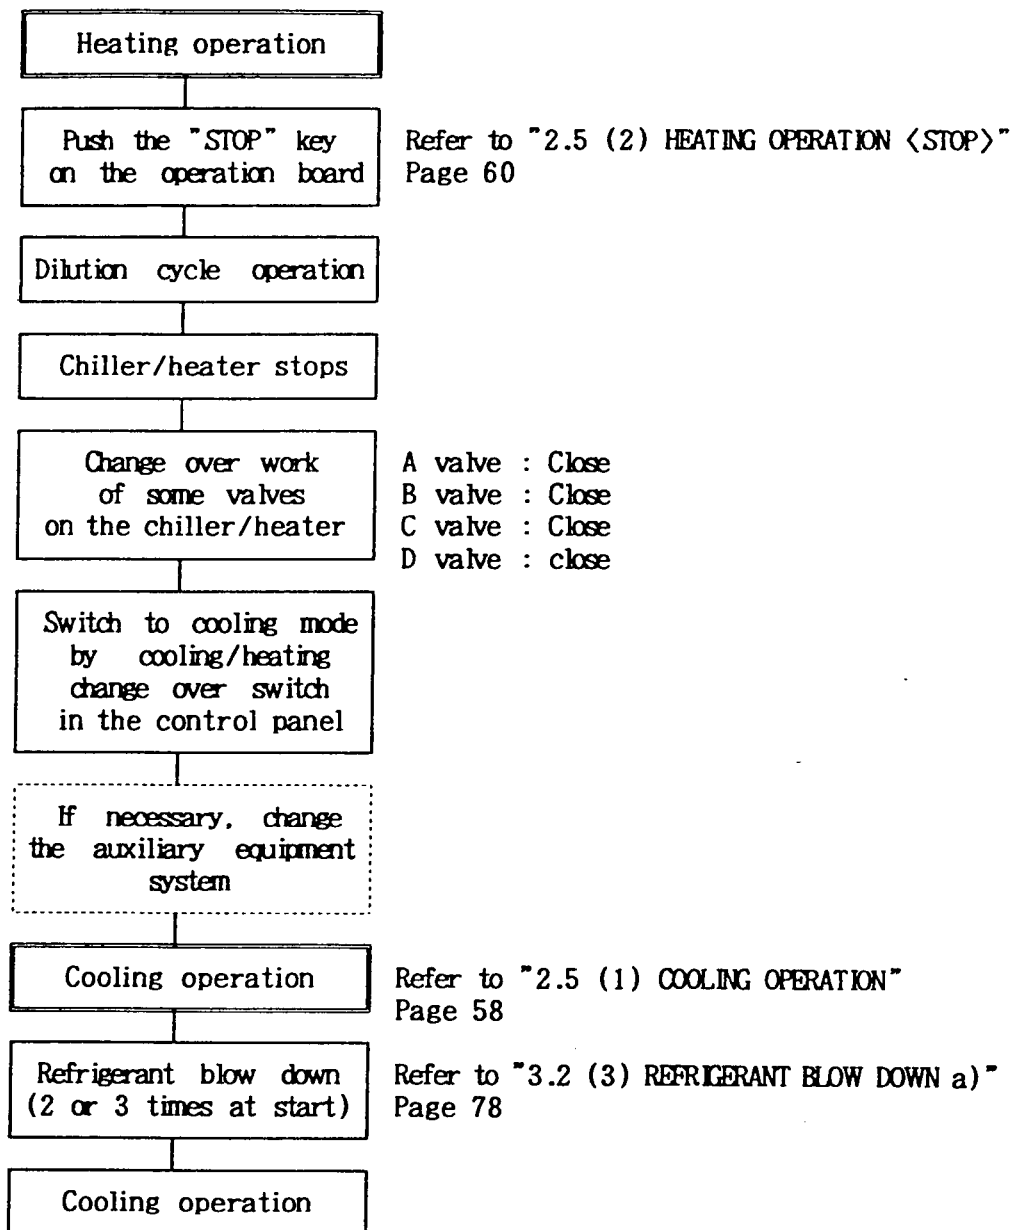 Heating operation
Push the "STOP" key
on the operation board
Refer to "2.5 (2) HEATING OPERATION <STOP>"
Page 60
Dilution cycle operation
Chiller/heater stops
Change over work
of some valves
on the chiller/heater
A valve : Close
B valve : Close
C valve : Close
D valve : close
Switch to cooling mode
by cooling/heating
change over switch
in the control panel
If necessary, change
the auxiliary equipment
system
Cooling operation
Refer to "2.5 (1) COOLING OPERATION"
Page 58
Refrigerant blow down
(2 or 3 times at start)
Refer to "3.2 (3) REFRIGERANT BLOW DOWN a)"
Page 78
Cooling operation